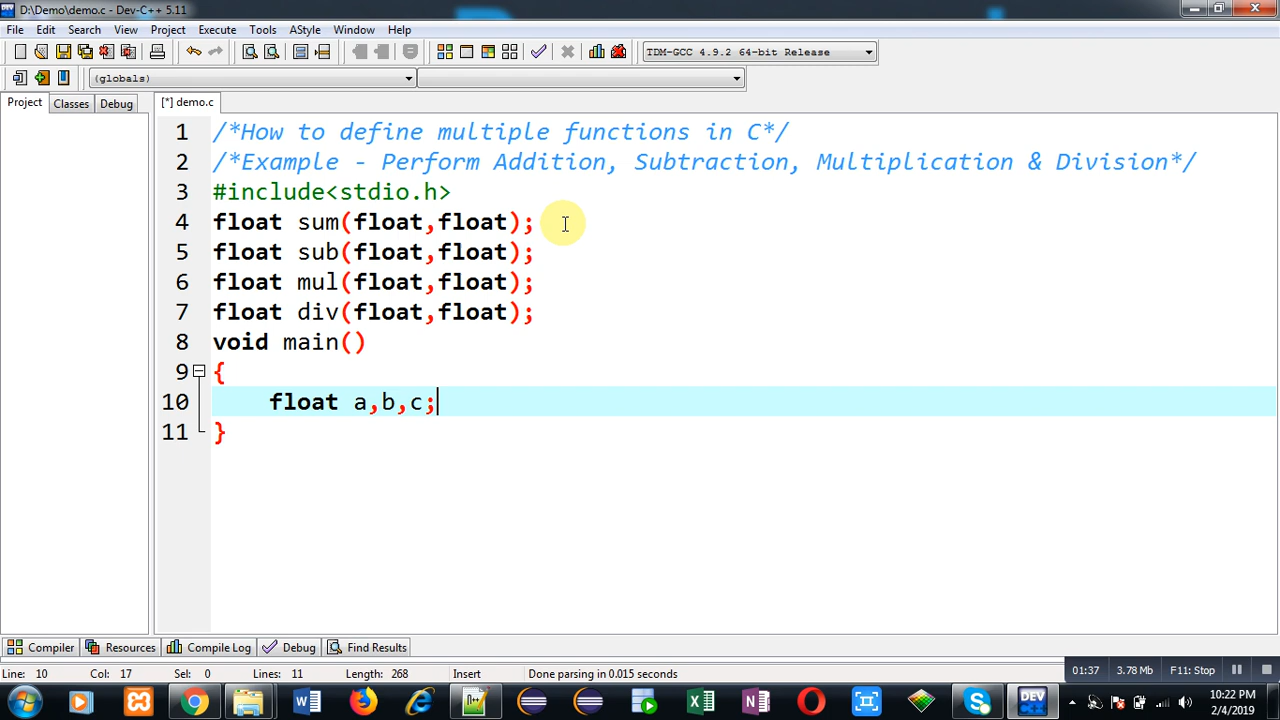 D:\Demo\demo.c - Dev-C++ 5.11
File Edit Search View Project Execute Tools AStyle Window Help
TDM-GCC 4.9.2 64-bit Release
(globals)
Project Classes Debug [*] demo.c
1 /*How to define multiple functions in C*/
2 /*Example - Perform Addition, Subtraction, Multiplication & Division*/
3 #include<stdio.h>
4 float sum(float,float);
5 float sub(float,float);
6 float mul(float,float);
7 float div(float,float);
8 void main()
9 {
10 float a,b,c;
11 }
Compiler Resources Compile Log Debug Find Results
Line: 10 Col: 17 Sel: 0 Lines: 11 Length: 268 Insert Done parsing in 0.015 seconds 01:37 3.78 Mb F11: Stop
DEV
10:22 PM
2/4/2019